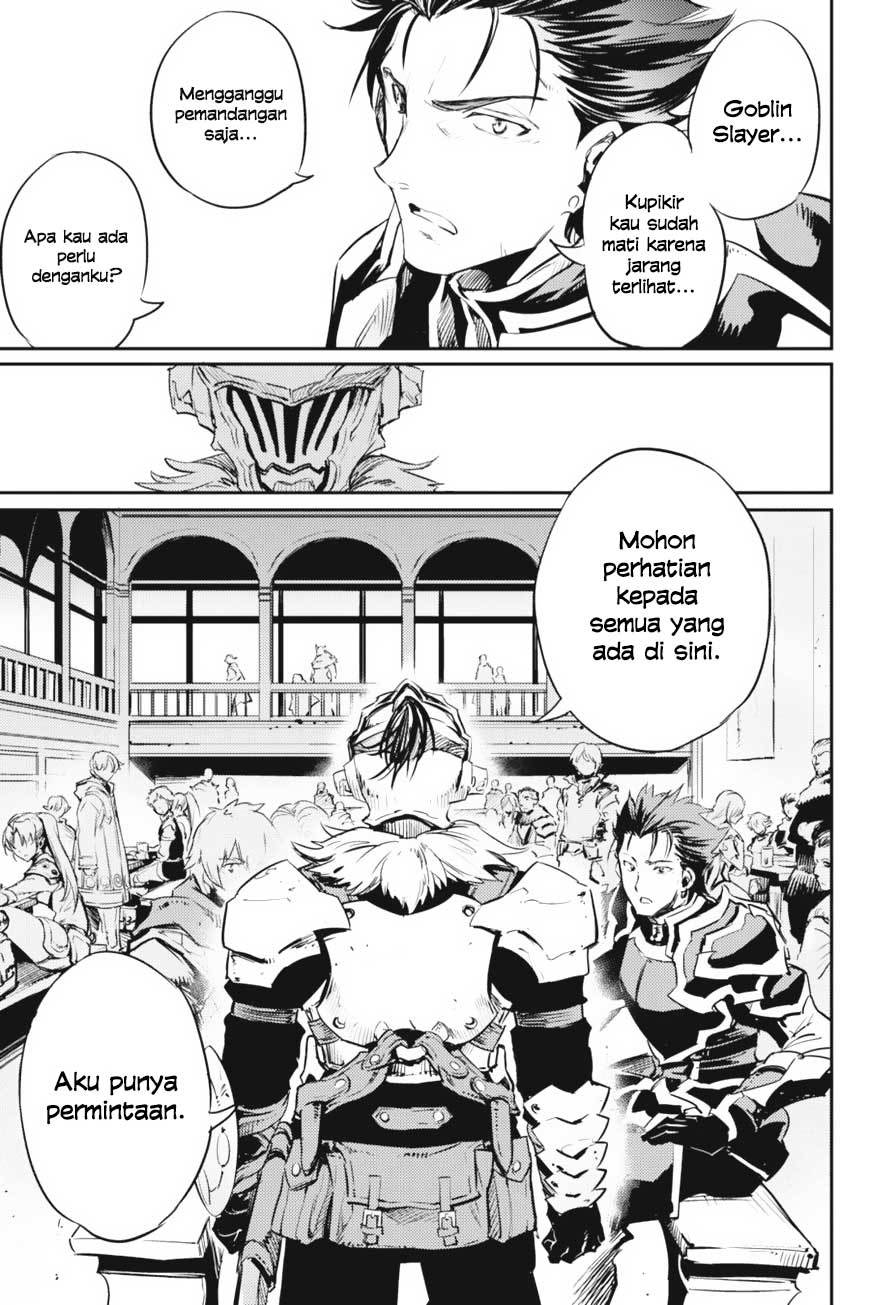 Goblin
Slayer...
Kupikir
kau sudah
mati karena
jarang
terlihat...
Mengganggu
pemandangan
saja...
Apa kau ada
perlu
denganku?
Mohon
perhatian
kepada
semua yang
ada di sini.
Aku punya
permintaan.